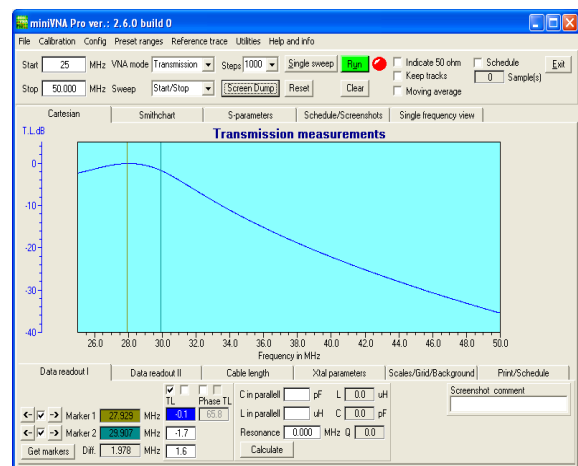 miniVNA Pro ver.: 2.6.0 build 0
File Calibration Config Preset ranges Reference trace Utilities Help and info
Start 25 MHz VNA mode Transmission Steps 1000 Single sweep Run Indicate 50 ohm Schedule Exit
Keep tracks 0 Sample(s)
Stop 50.000 MHz Sweep Start/Stop Screen Dump Reset Clear Moving average
Cartesian Smithchart S-parameters Schedule/Screenshots Single frequency view
T.L.dB Transmission measurements
0
-10
-20
-30
-40
26.0 28.0 30.0 32.0 34.0 36.0 38.0 40.0 42.0 44.0 46.0 48.0 50.0
Frequency in MHz
Data readout I Data readout II Cable length Xtal parameters Scales/Grid/Background Print/Schedule
TL Phase TL C in parallell pF L 0.0 uH Screenshot comment
<- -> Marker 1 27.929 MHz -0.1 65.8 L in parallell uH C 0.0 pF
<- -> Marker 2 29.907 MHz -1.7 Resonance 0.000 MHz Q 0.0
Get markers Diff. 1.978 MHz 1.6 Calculate